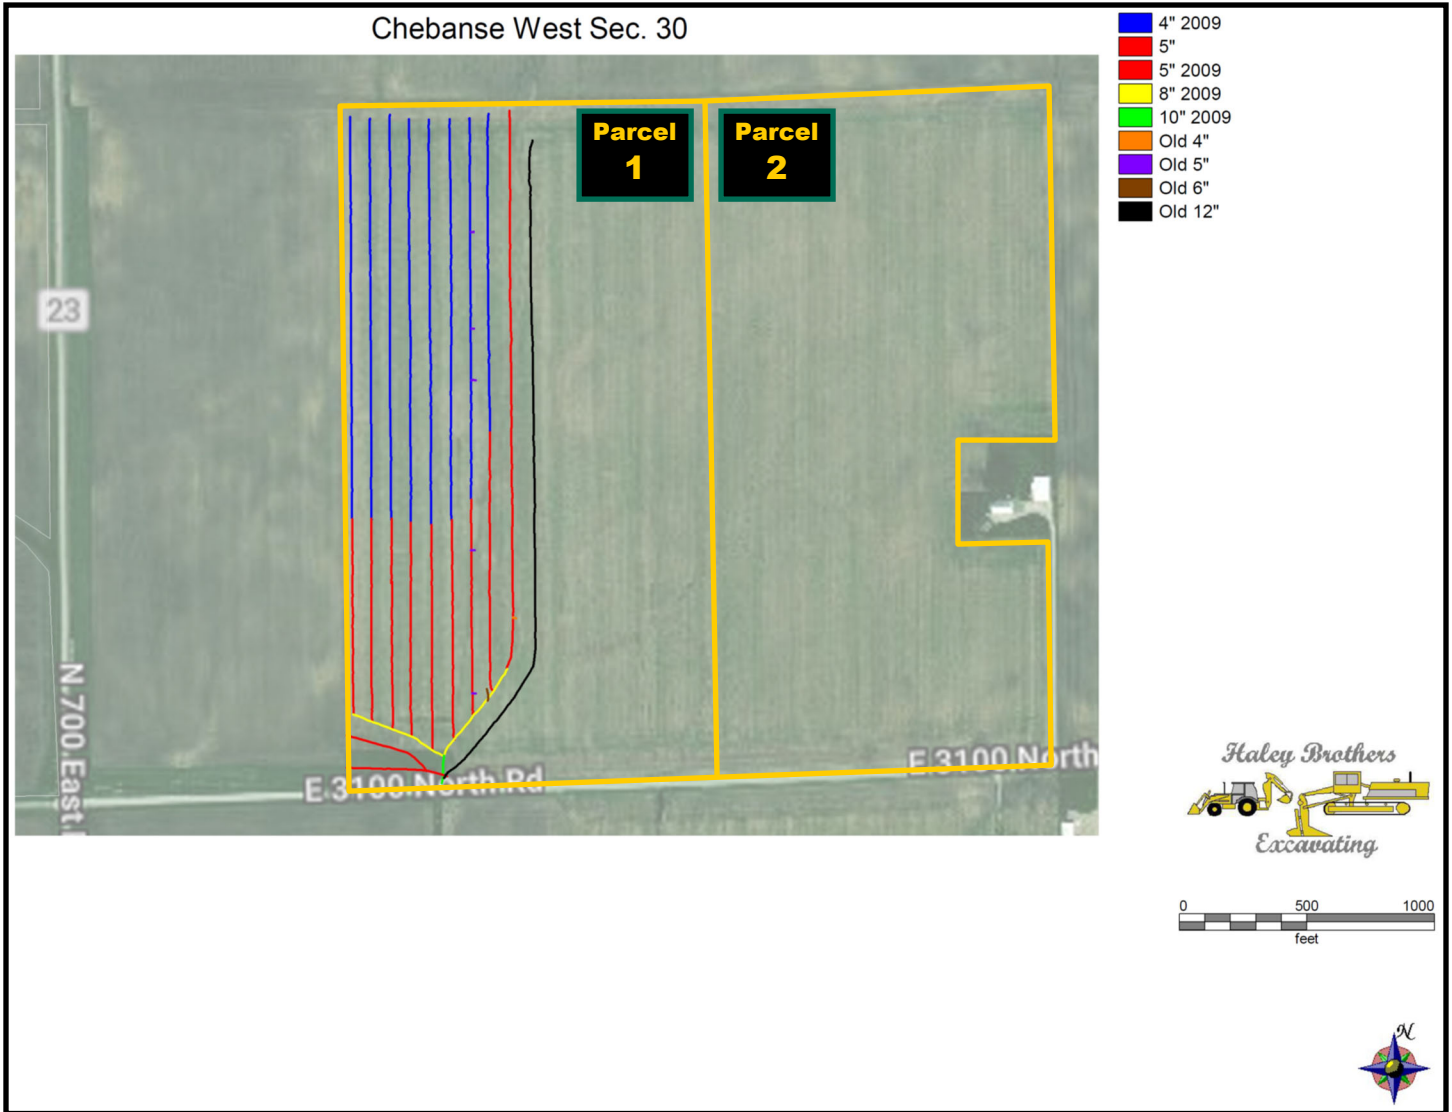 Chebanse West Sec. 30
4" 2009
5"
5" 2009
8" 2009
10" 2009
Old 4"
Old 5"
Old 6"
Old 12"
Parcel
1
Parcel
2
23
N 700 East
E 3100 North Rd
E 3100 North
Haley Brothers
Excavating
0 500 1000
feet
N